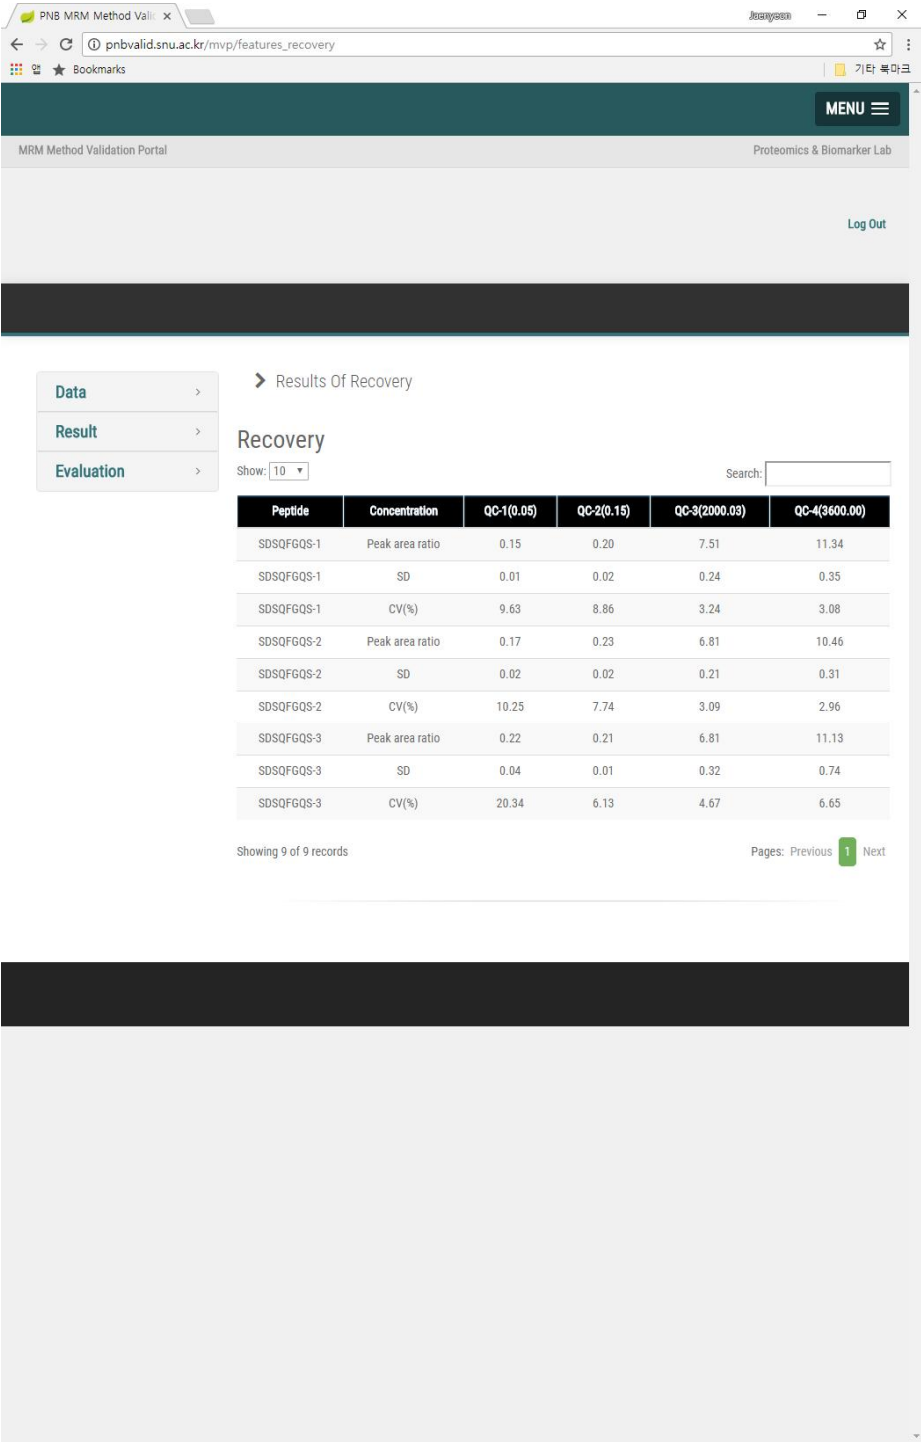 PNB MRM Method Valid
Jaenyeon
pnbvalid.snu.ac.kr/mvp/features_recovery
앱 Bookmarks 기타 북마크
MENU
MRM Method Validation Portal Proteomics & Biomarker Lab
Log Out
Data
Result
Evaluation
Results Of Recovery
Recovery
Show: 10 Search:
Peptide Concentration QC-1(0.05) QC-2(0.15) QC-3(2000.03) QC-4(3600.00)
SDSQFGQS-1 Peak area ratio 0.15 0.20 7.51 11.34
SDSQFGQS-1 SD 0.01 0.02 0.24 0.35
SDSQFGQS-1 CV(%) 9.63 8.86 3.24 3.08
SDSQFGQS-2 Peak area ratio 0.17 0.23 6.81 10.46
SDSQFGQS-2 SD 0.02 0.02 0.21 0.31
SDSQFGQS-2 CV(%) 10.25 7.74 3.09 2.96
SDSQFGQS-3 Peak area ratio 0.22 0.21 6.81 11.13
SDSQFGQS-3 SD 0.04 0.01 0.32 0.74
SDSQFGQS-3 CV(%) 20.34 6.13 4.67 6.65
Showing 9 of 9 records Pages: Previous 1 Next